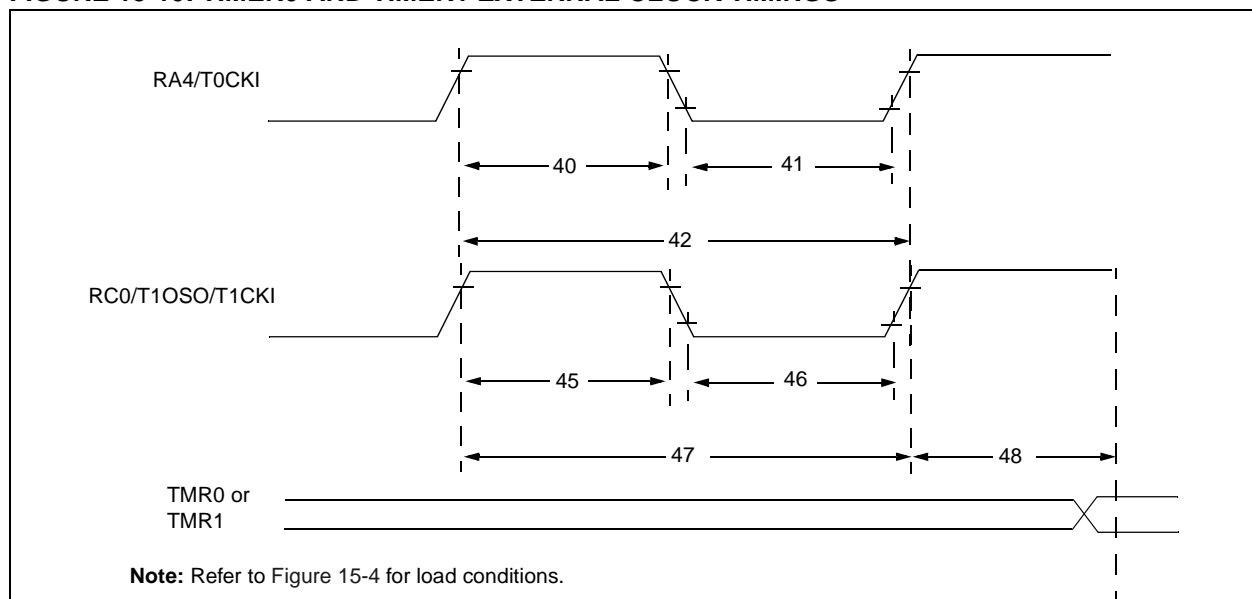 FIGURE 15-10: TIMER0 AND TIMER1 EXTERNAL CLOCK TIMINGS
RA4/T0CKI
40
41
42
RC0/T1OSO/T1CKI
45
46
47
48
TMR0 or
TMR1
Note: Refer to Figure 15-4 for load conditions.